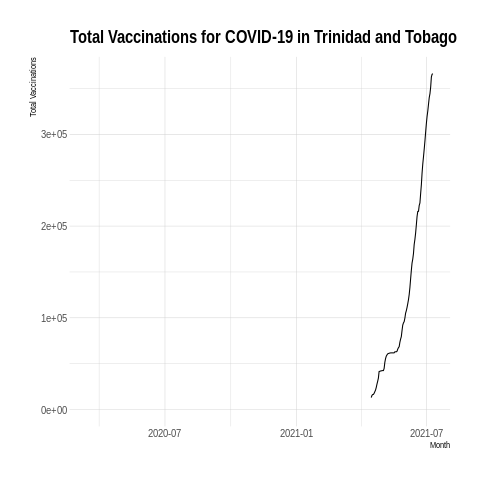 Total Vaccinations for COVID-19 in Trinidad and Tobago
Total Vaccinations
3e+05
2e+05
1e+05
0e+00
2020-07
2021-01
2021-07
Month